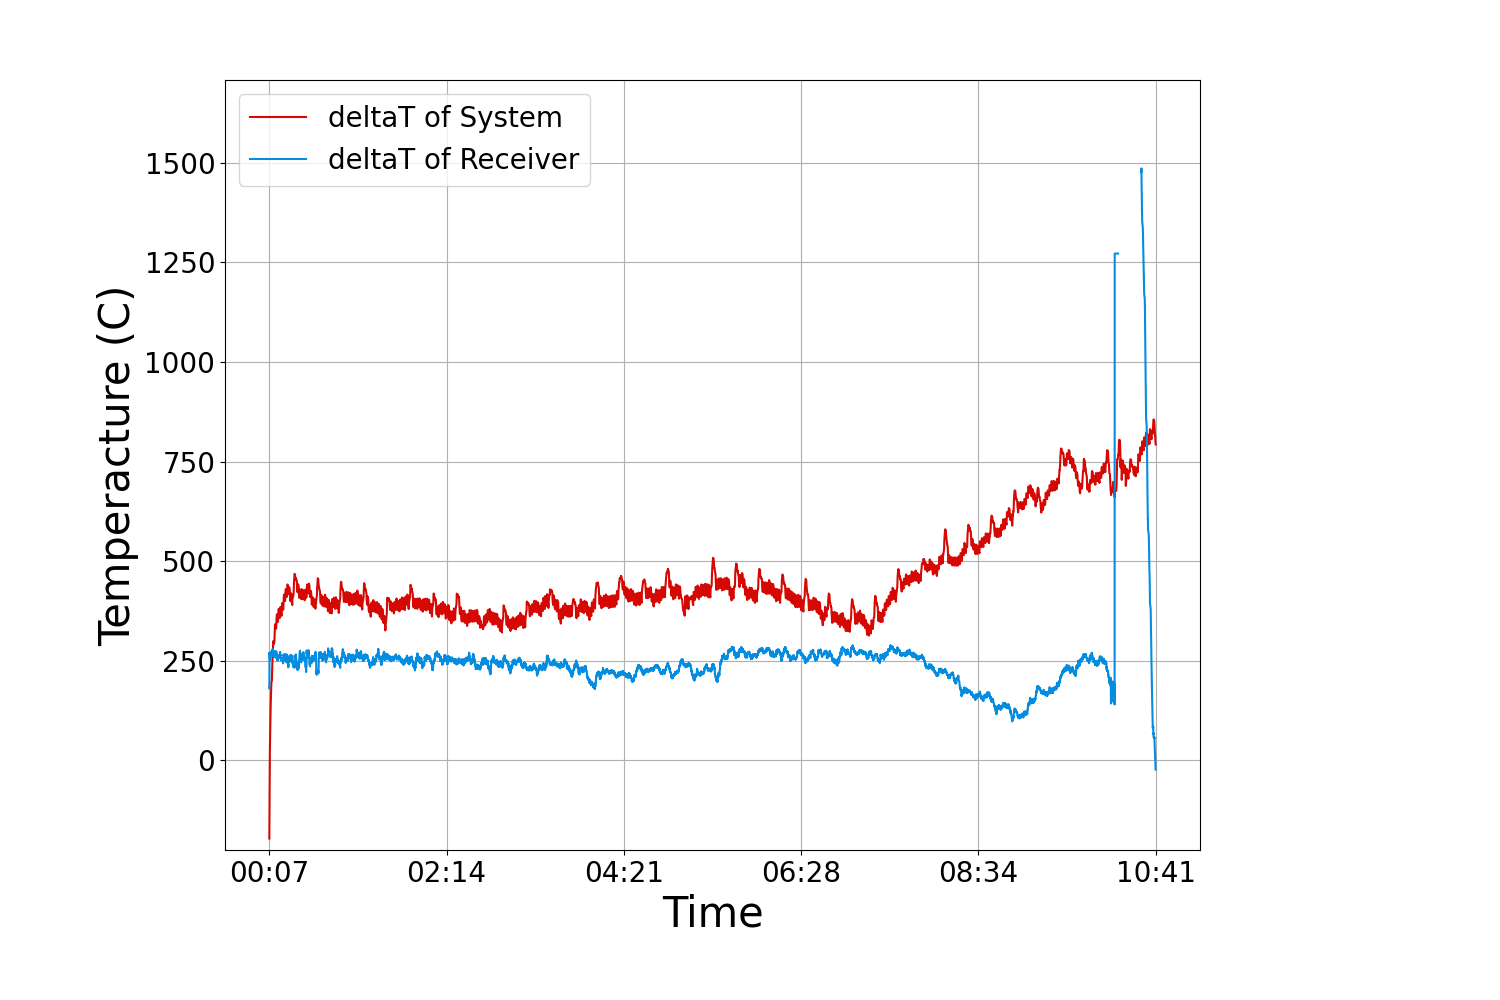 deltaT of System
deltaT of Receiver
1500
1250
1000
750
500
250
0
Temperacture (C)
00:07 02:14 04:21 06:28 08:34 10:41
Time